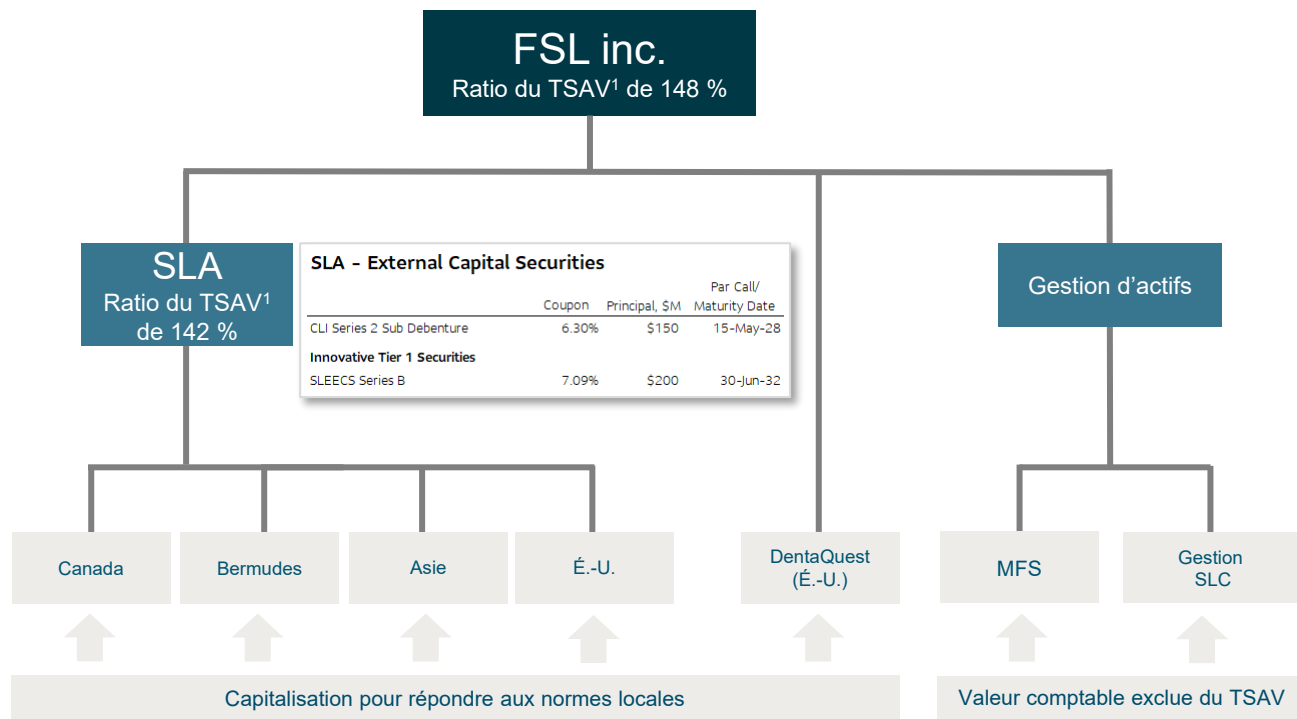 FSL inc.
Ratio du TSAV¹ de 148 %
SLA
Ratio du TSAV¹
de 142 %
SLA – External Capital Securities
Par Call/
Coupon Principal, $M Maturity Date
CLI Series 2 Sub Debenture 6.30% $150 15-May-28
Innovative Tier 1 Securities
SLEECS Series B 7.09% $200 30-Jun-32
Gestion d’actifs
Canada
Bermudes
Asie
É.-U.
DentaQuest
(É.-U.)
MFS
Gestion
SLC
Capitalisation pour répondre aux normes locales
Valeur comptable exclue du TSAV